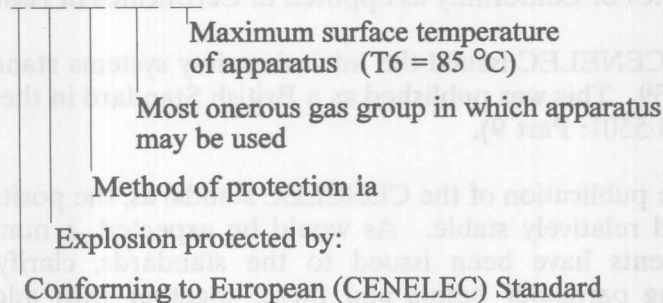 Maximum surface temperature
of apparatus (T6 = 85 °C)
Most onerous gas group in which apparatus
may be used
Method of protection ia
Explosion protected by:
Conforming to European (CENELEC) Standard